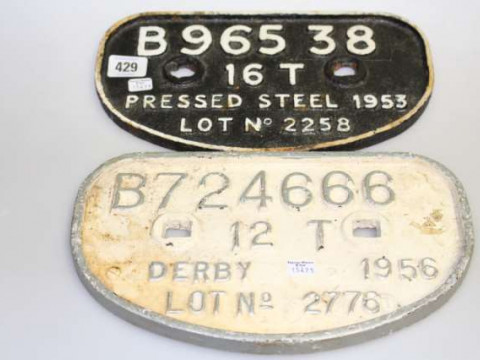 B965 38
429
16 T
PRESSED STEEL 1953
LOT Nº 2258
B724666
12 T
DERBY 1956
LOT Nº 2776